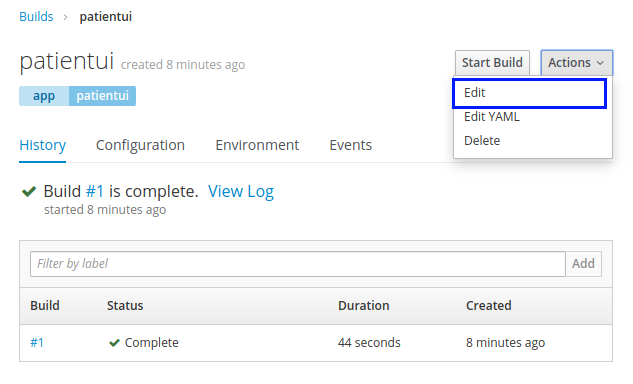 Builds › patientui
patientui created 8 minutes ago
Start Build Actions
app patientui
Edit
Edit YAML
Delete
History Configuration Environment Events
Build #1 is complete. View Log
started 8 minutes ago
Filter by label Add
Build Status Duration Created
#1 Complete 44 seconds 8 minutes ago